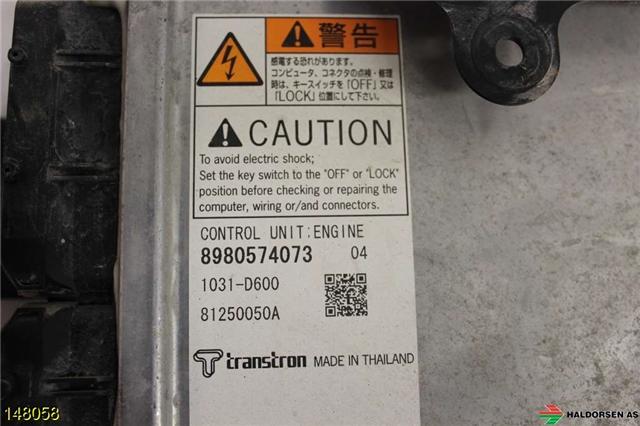 警告
感電する恐れがあります。
コンピュータ、コネクタの点検・修理
時は、キースイッチを「OFF」又は
「LOCK」位置にして下さい。
CAUTION
To avoid electric shock;
Set the key switch to the "OFF" or "LOCK"
position before checking or repairing the
computer, wiring or/and connectors.
CONTROL UNIT:ENGINE
8980574073 04
1031-D600
81250050A
transtron MADE IN THAILAND
148058
HALDORSEN AS